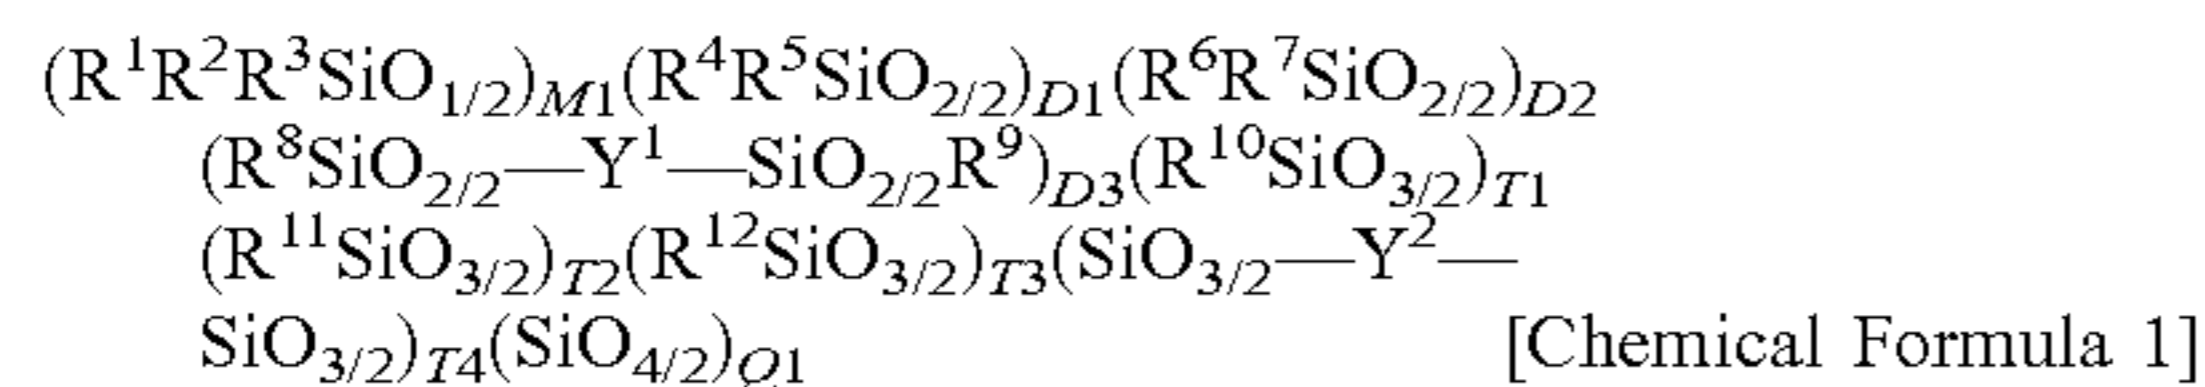 (R¹R²R³SiO₁/₂)M1(R⁴R⁵SiO₂/₂)D1(R⁶R⁷SiO₂/₂)D2
(R⁸SiO₂/₂—Y¹—SiO₂/₂R⁹)D3(R¹⁰SiO₃/₂)T1
(R¹¹SiO₃/₂)T2(R¹²SiO₃/₂)T3(SiO₃/₂—Y²—
SiO₃/₂)T4(SiO₄/₂)Q1 [Chemical Formula 1]